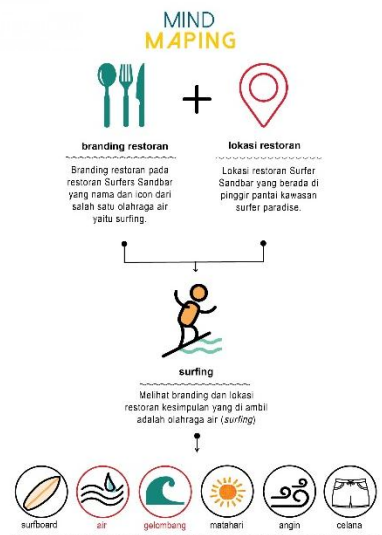 MIND
MAPING
branding restoran
lokasi restoran
Branding restoran pada
restoran Surfers Sandbar
yang nama dan icon dari
salah satu olahraga air
yaitu surfing.
Lokasi restoran Surfer
Sandbar yang berada di
pinggir pantai kawasan
surfer paradise.
surfing
Melihat branding dan lokasi
restoran kesimpulan yang di ambil
adalah olahraga air (surfing)
surfboard
air
gelombang
matahari
angin
celana